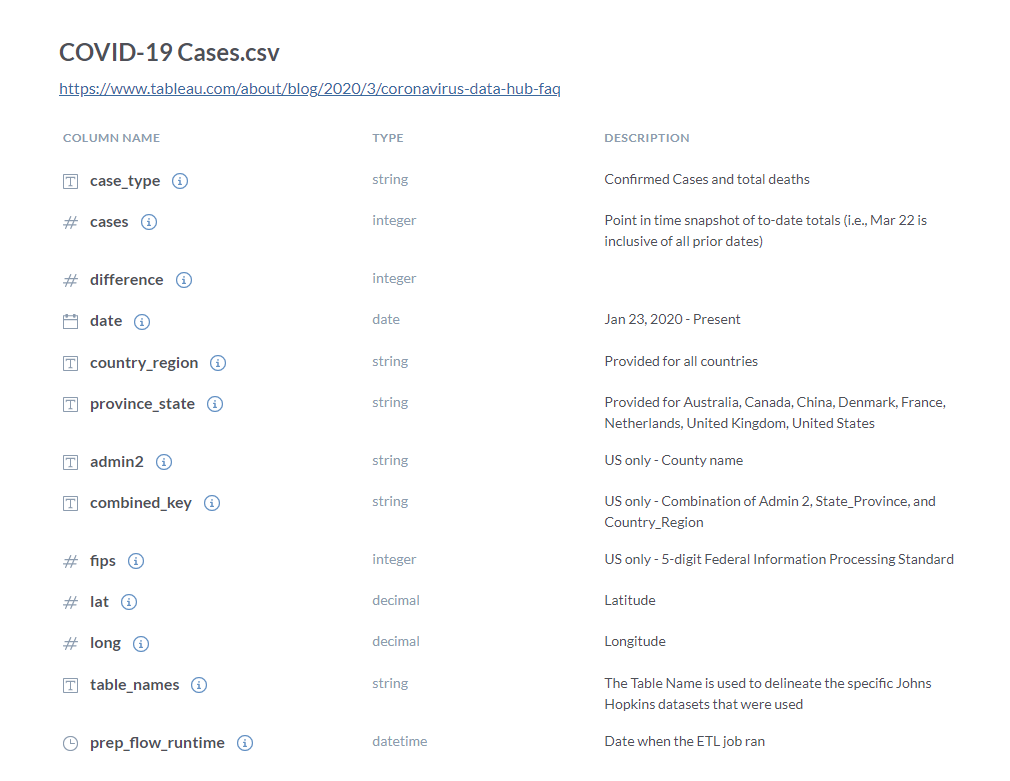 COVID-19 Cases.csv
https://www.tableau.com/about/blog/2020/3/coronavirus-data-hub-faq
COLUMN NAME TYPE DESCRIPTION
case_type string Confirmed Cases and total deaths
cases integer Point in time snapshot of to-date totals (i.e., Mar 22 is
inclusive of all prior dates)
difference integer
date date Jan 23, 2020 - Present
country_region string Provided for all countries
province_state string Provided for Australia, Canada, China, Denmark, France,
Netherlands, United Kingdom, United States
admin2 string US only - County name
combined_key string US only - Combination of Admin 2, State_Province, and
Country_Region
fips integer US only - 5-digit Federal Information Processing Standard
lat decimal Latitude
long decimal Longitude
table_names string The Table Name is used to delineate the specific Johns
Hopkins datasets that were used
prep_flow_runtime datetime Date when the ETL job ran